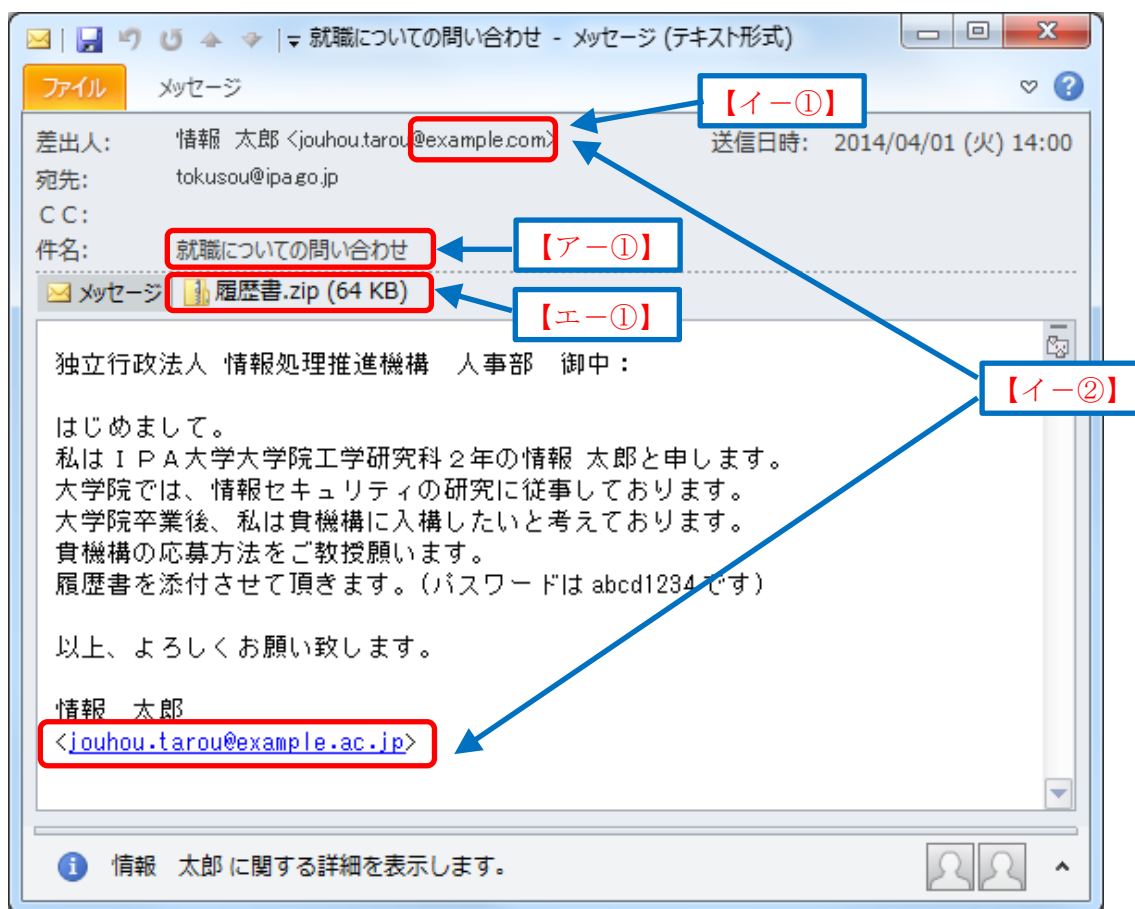 就職についての問い合わせ - メッセージ (テキスト形式)
ファイル メッセージ
【イー①】
差出人: 情報 太郎 <jouhou.tarou@example.com> 送信日時: 2014/04/01 (火) 14:00
宛先: tokusou@ipa.go.jp
ＣＣ:
件名: 就職についての問い合わせ
【アー①】
メッセージ 履歴書.zip (64 KB)
【エー①】
独立行政法人 情報処理推進機構 人事部 御中：
【イー②】
はじめまして。
私はＩＰＡ大学大学院工学研究科２年の情報 太郎と申します。
大学院では、情報セキュリティの研究に従事しております。
大学院卒業後、私は貴機構に入構したいと考えております。
貴機構の応募方法をご教授願います。
履歴書を添付させて頂きます。（パスワードは abcd1234 です）
以上、よろしくお願い致します。
情報 太郎
<jouhou.tarou@example.ac.jp>
情報 太郎 に関する詳細を表示します。